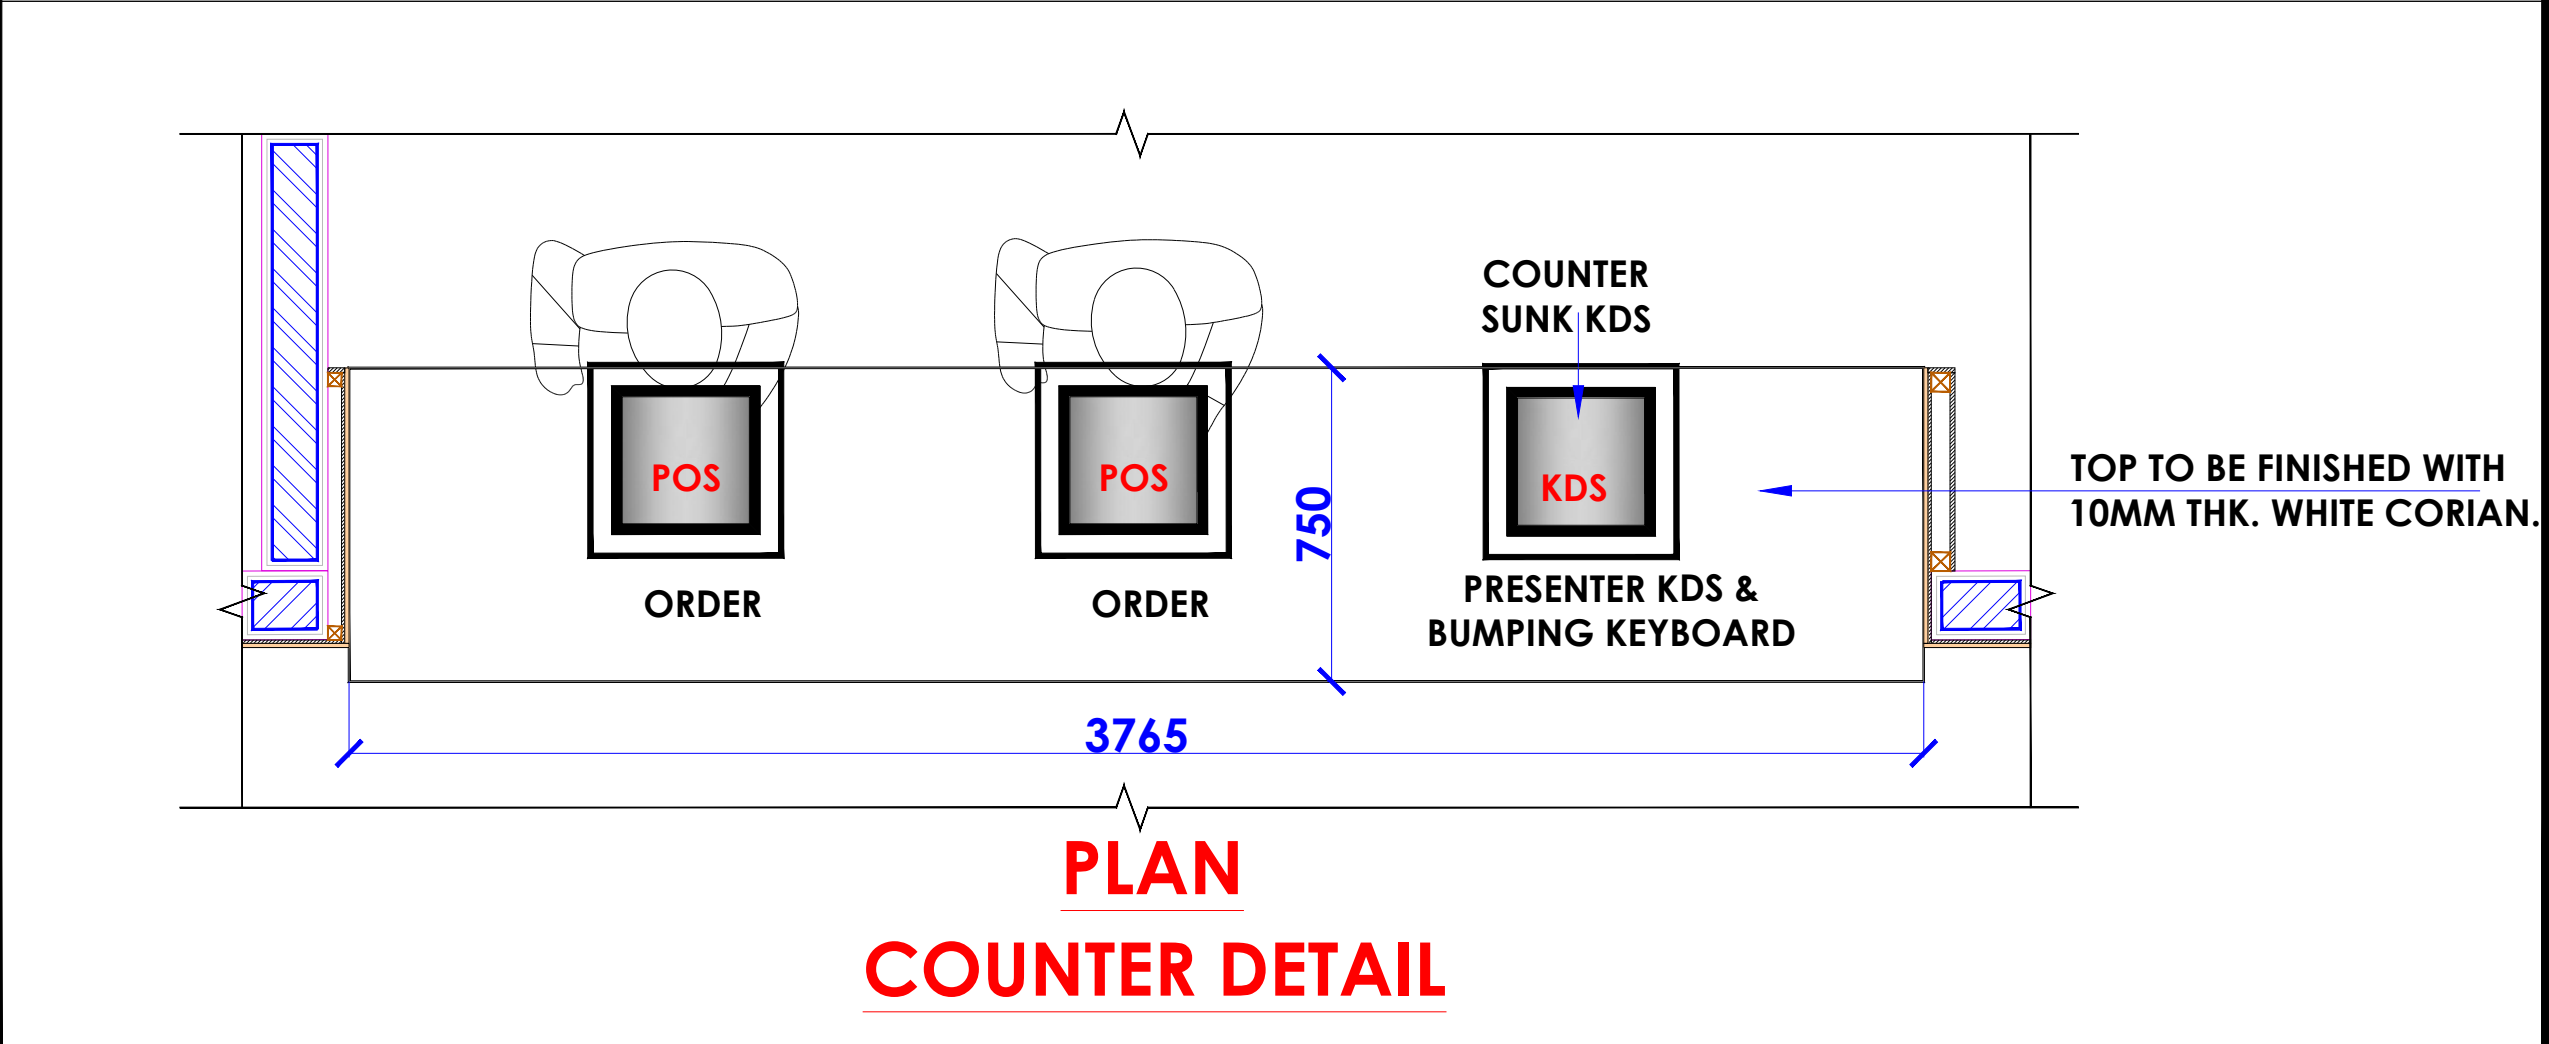 COUNTER
SUNK KDS
POS
POS
KDS
TOP TO BE FINISHED WITH
10MM THK. WHITE CORIAN.
750
ORDER
ORDER
PRESENTER KDS &
BUMPING KEYBOARD
3765
PLAN
COUNTER DETAIL